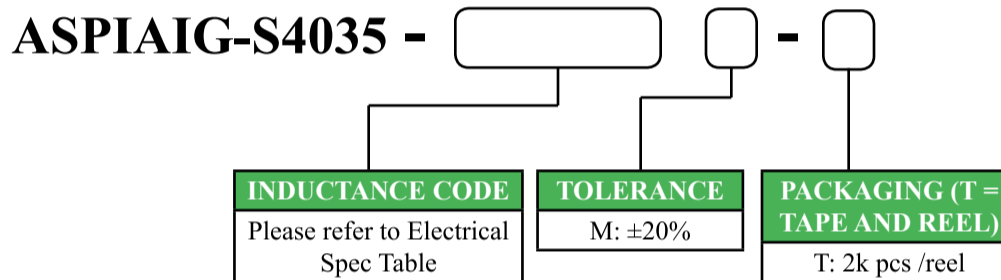 ASPIAIG-S4035 - -
INDUCTANCE CODE
Please refer to Electrical
Spec Table
TOLERANCE
M: ±20%
PACKAGING (T =
TAPE AND REEL)
T: 2k pcs /reel